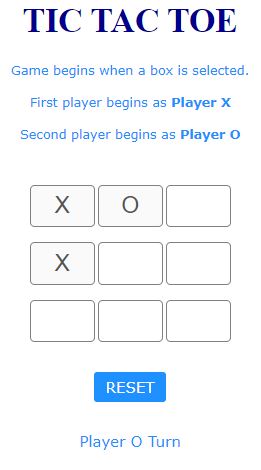 TIC TAC TOE
Game begins when a box is selected.
First player begins as Player X
Second player begins as Player O
X O
X
RESET
Player O Turn